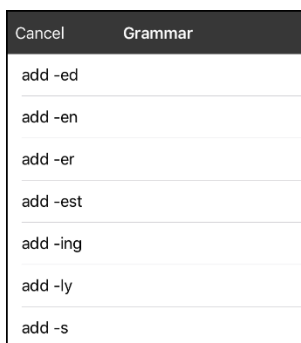 Cancel Grammar
add -ed
add -en
add -er
add -est
add -ing
add -ly
add -s